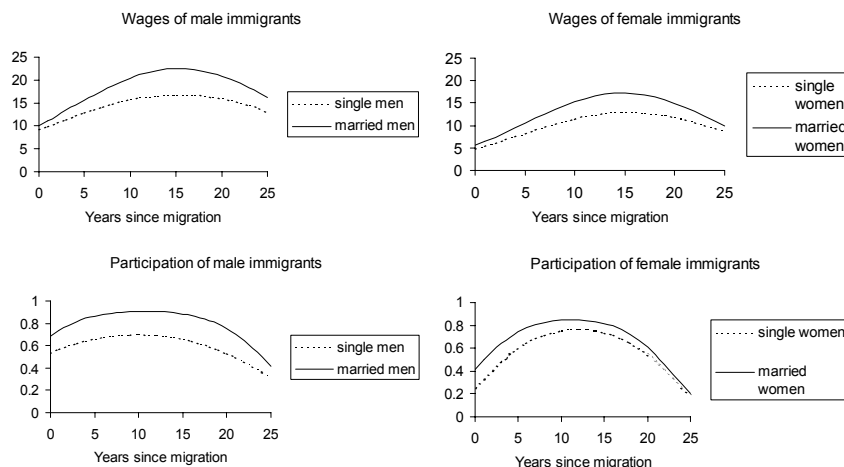 Wages of male immigrants
25
20
15
10
5
0
0 5 10 15 20 25
Years since migration
single men
married men
Wages of female immigrants
25
20
15
10
5
0
0 5 10 15 20 25
Years since migration
single
women
married
women
Participation of male immigrants
1
0.8
0.6
0.4
0.2
0
0 5 10 15 20 25
Years since migration
single men
married men
Participation of female immigrants
1
0.8
0.6
0.4
0.2
0
0 5 10 15 20 25
Years since migration
single women
married
women